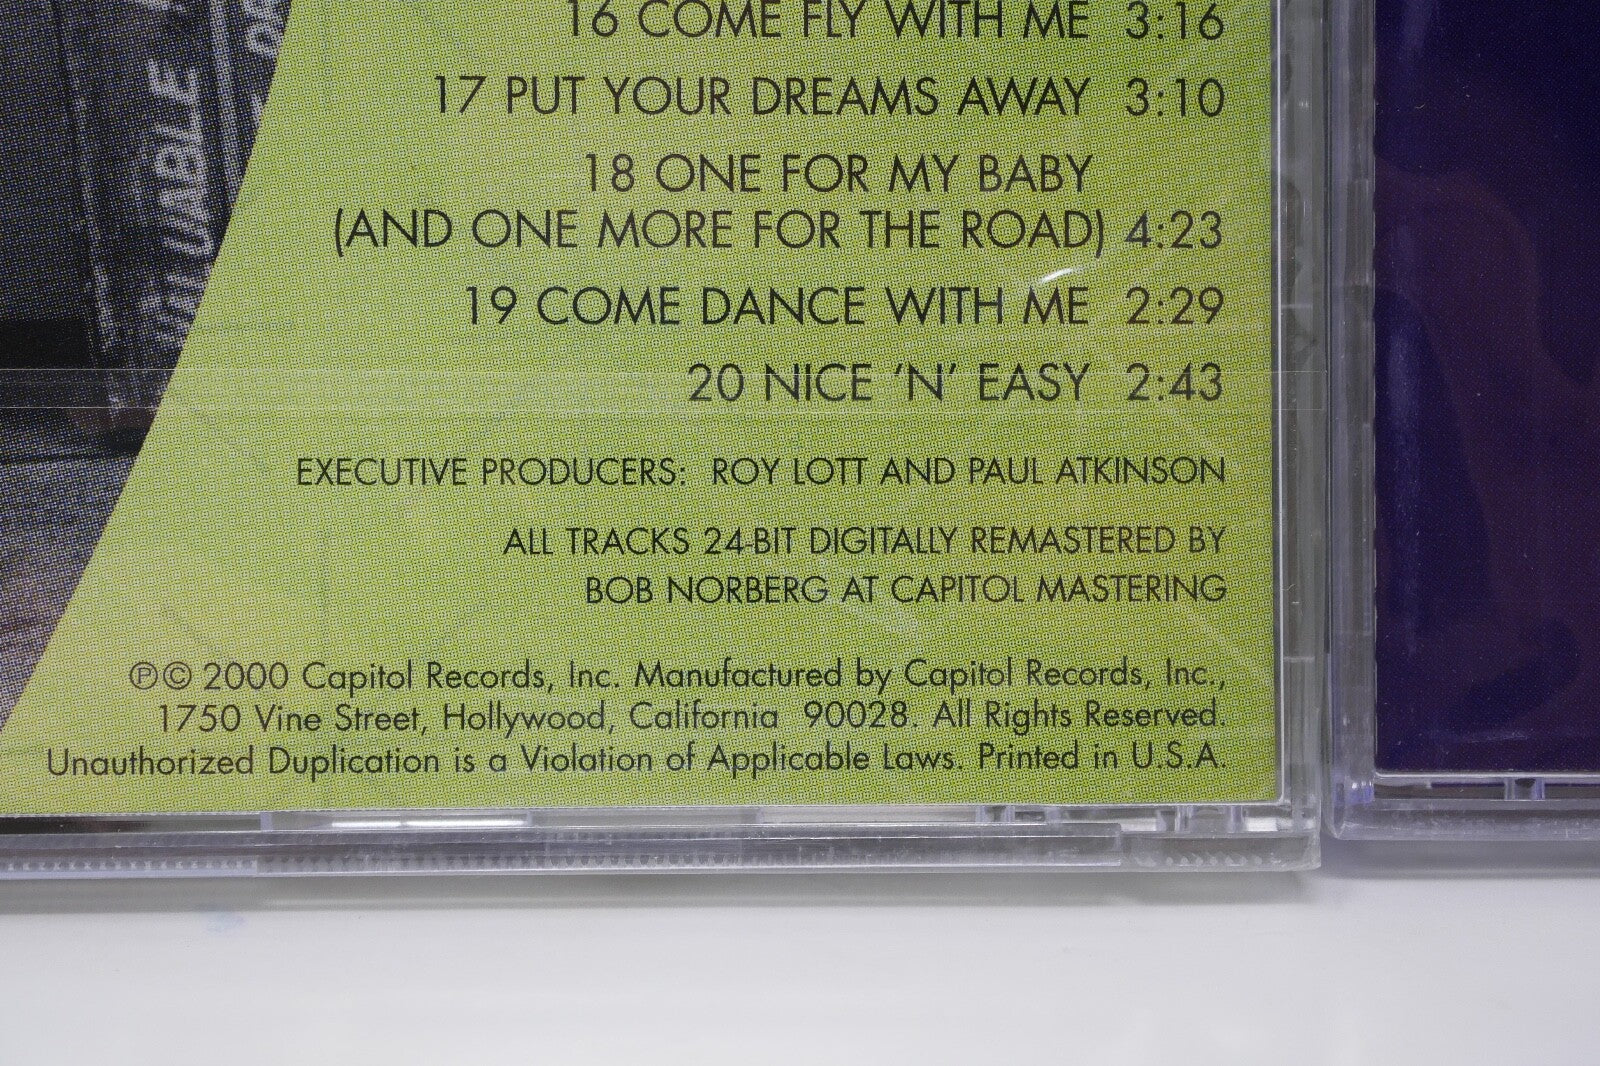 16 COME FLY WITH ME 3:16
17 PUT YOUR DREAMS AWAY 3:10
18 ONE FOR MY BABY
(AND ONE MORE FOR THE ROAD) 4:23
19 COME DANCE WITH ME 2:29
20 NICE ‘N’ EASY 2:43
EXECUTIVE PRODUCERS: ROY LOTT AND PAUL ATKINSON
ALL TRACKS 24-BIT DIGITALLY REMASTERED BY
BOB NORBERG AT CAPITOL MASTERING
℗© 2000 Capitol Records, Inc. Manufactured by Capitol Records, Inc.,
1750 Vine Street, Hollywood, California 90028. All Rights Reserved.
Unauthorized Duplication is a Violation of Applicable Laws. Printed in U.S.A.